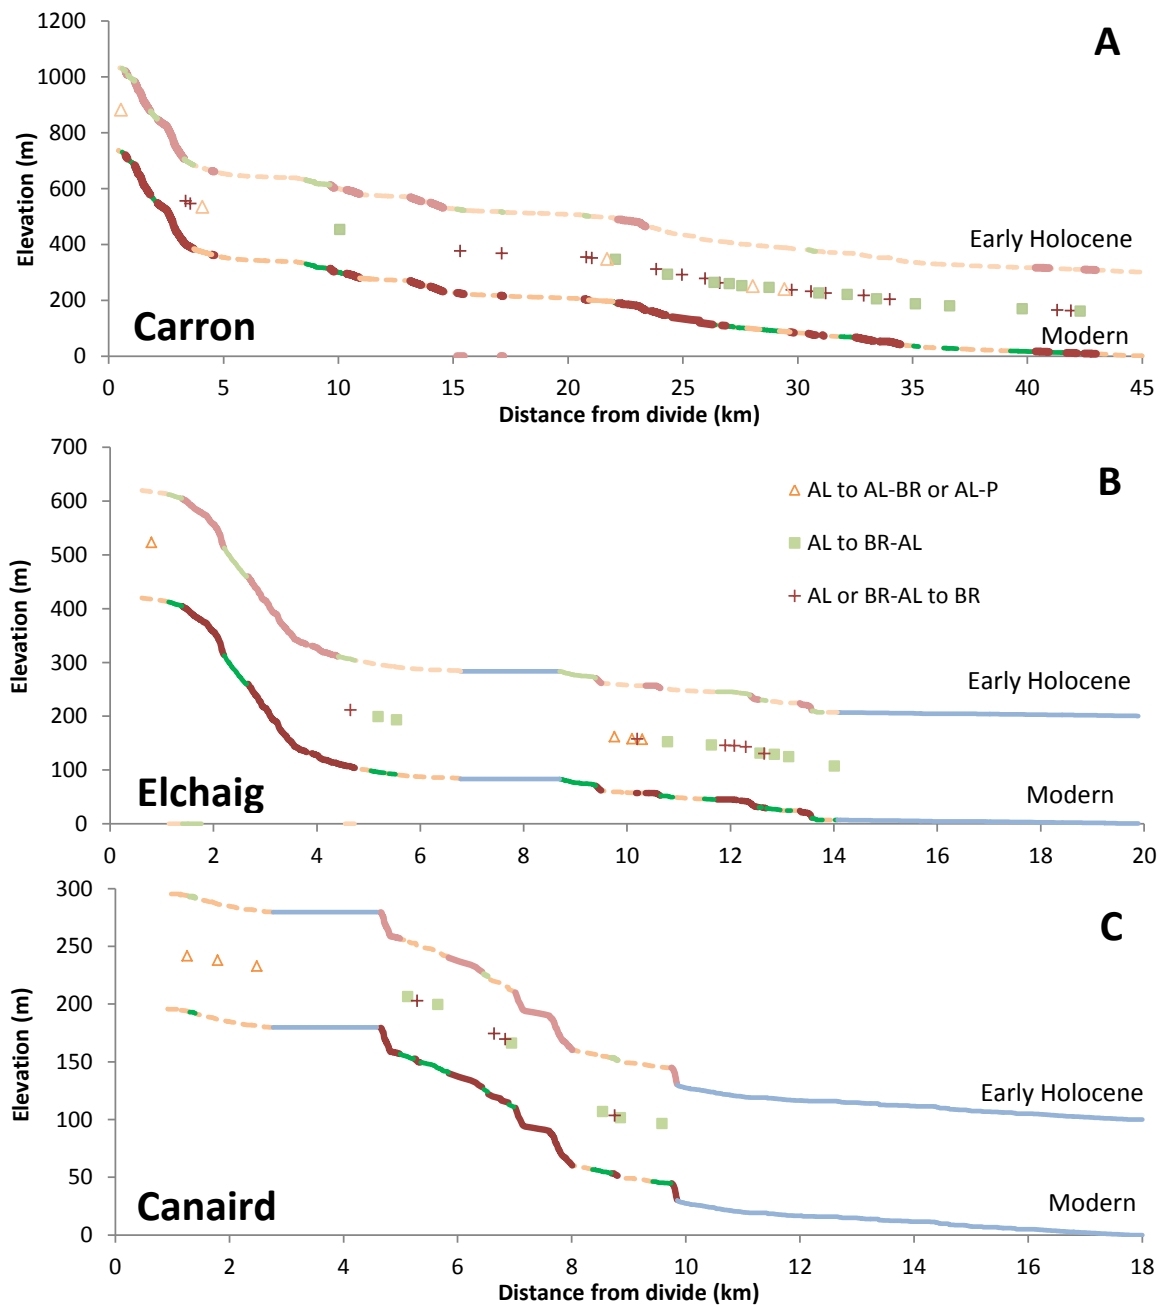 A
1200
1000
800
600
400
200
0
Elevation (m)
Early Holocene
Modern
Carron
0 5 10 15 20 25 30 35 40 45
Distance from divide (km)
B
700
600
500
400
300
200
100
0
Elevation (m)
AL to AL-BR or AL-P
AL to BR-AL
AL or BR-AL to BR
Early Holocene
Modern
Elchaig
0 2 4 6 8 10 12 14 16 18 20
C
300
250
200
150
100
50
0
Elevation (m)
Early Holocene
Modern
Canaird
0 2 4 6 8 10 12 14 16 18
Distance from divide (km)